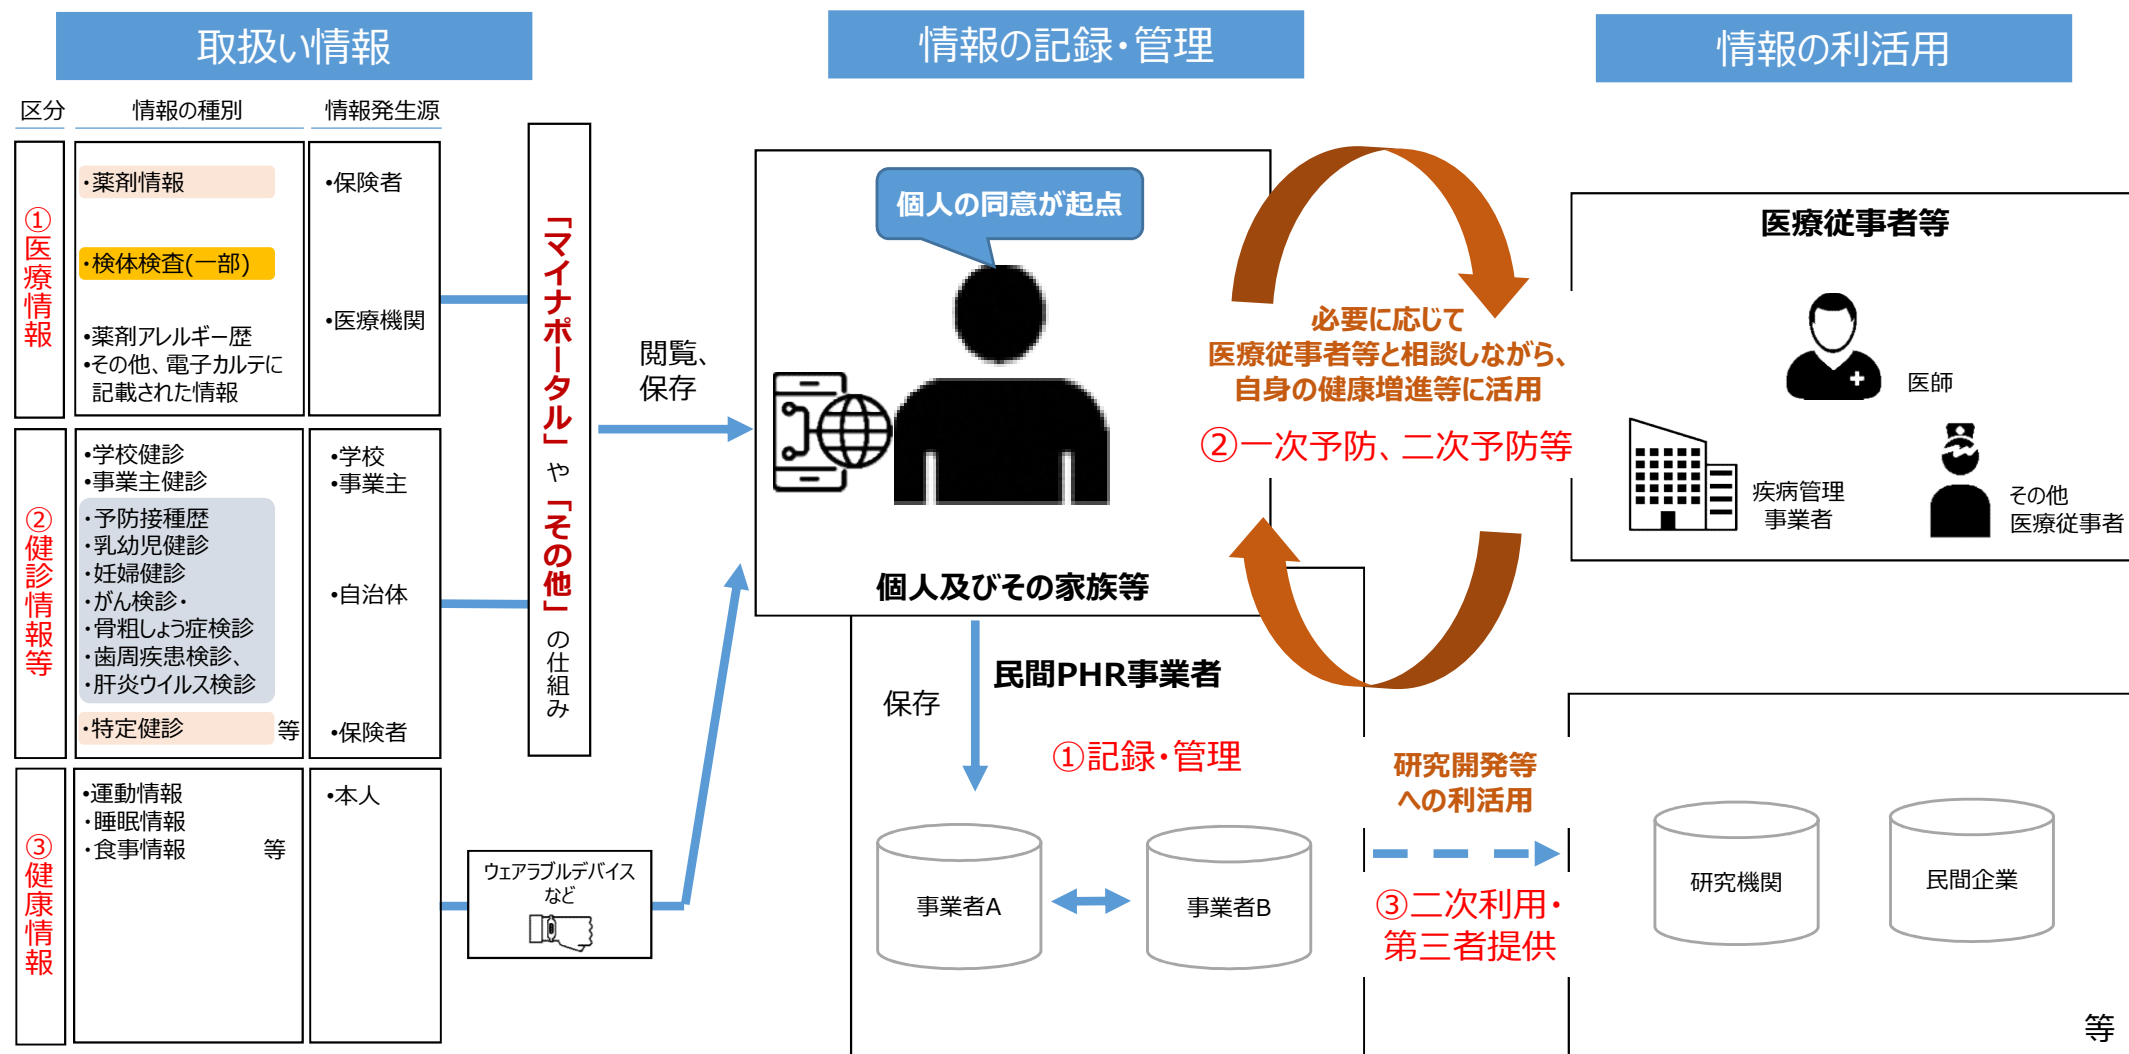 取扱い情報
情報の記録・管理
情報の利活用
区分
情報の種別
情報発生源
①医療情報
・薬剤情報
・検体検査(一部)
•薬剤アレルギー歴
•その他、電子カルテに
記載された情報
•保険者
•医療機関
②健診情報等
•学校健診
•事業主健診
・予防接種歴
・乳幼児健診
・妊婦健診
・がん検診・
・骨粗しょう症検診
・歯周疾患検診、
・肝炎ウイルス検診
・特定健診
等
•学校
•事業主
•自治体
•保険者
③健康情報
•運動情報
・睡眠情報
・食事情報
等
•本人
「マイナポータル」や「その他」の仕組み
ウェアラブルデバイス
など
閲覧、
保存
個人の同意が起点
個人及びその家族等
保存
民間PHR事業者
①記録・管理
事業者A
事業者B
必要に応じて
医療従事者等と相談しながら、
自身の健康増進等に活用
②一次予防、二次予防等
研究開発等
への利活用
③二次利用・
第三者提供
医療従事者等
医師
疾病管理
事業者
その他
医療従事者
研究機関
民間企業
等